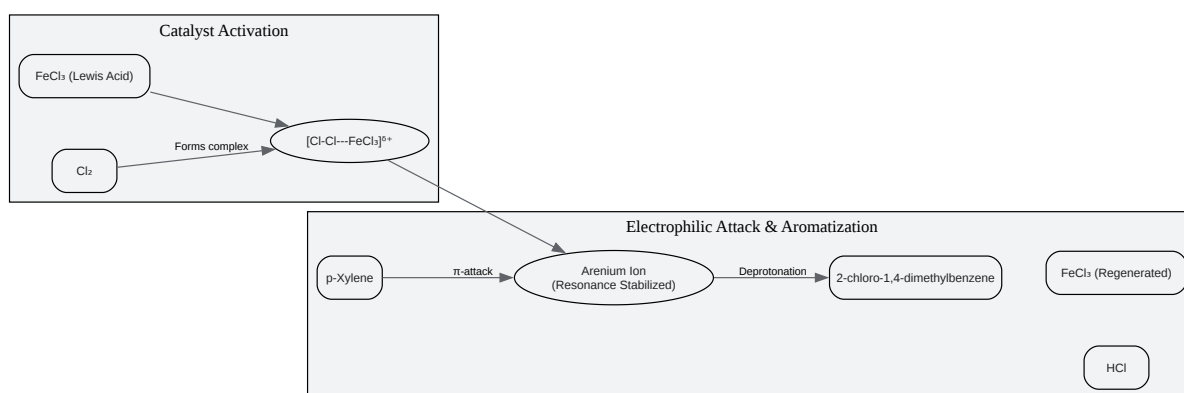 Catalyst Activation
FeCl₃ (Lewis Acid)
Forms complex
[Cl-Cl---FeCl₃]ᵟ⁺
Cl₂
Electrophilic Attack & Aromatization
p-Xylene
π-attack
Arenium Ion
(Resonance Stabilized)
Deprotonation
2-chloro-1,4-dimethylbenzene
FeCl₃ (Regenerated)
HCl